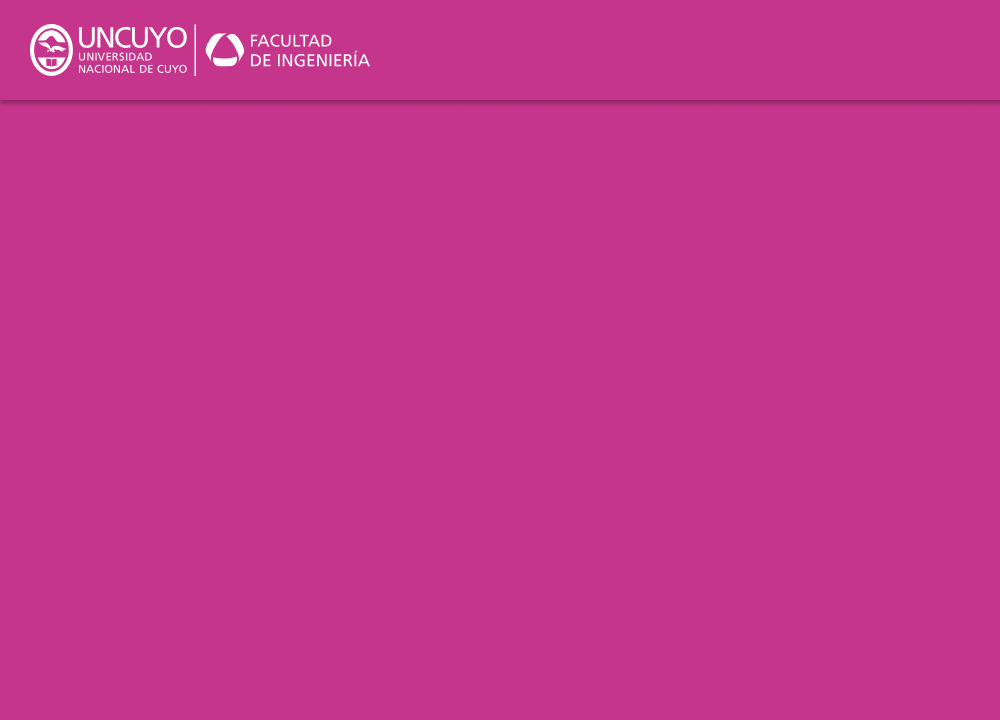 UNCUYO
UNIVERSIDAD
NACIONAL DE CUYO
FACULTAD
DE INGENIERÍA